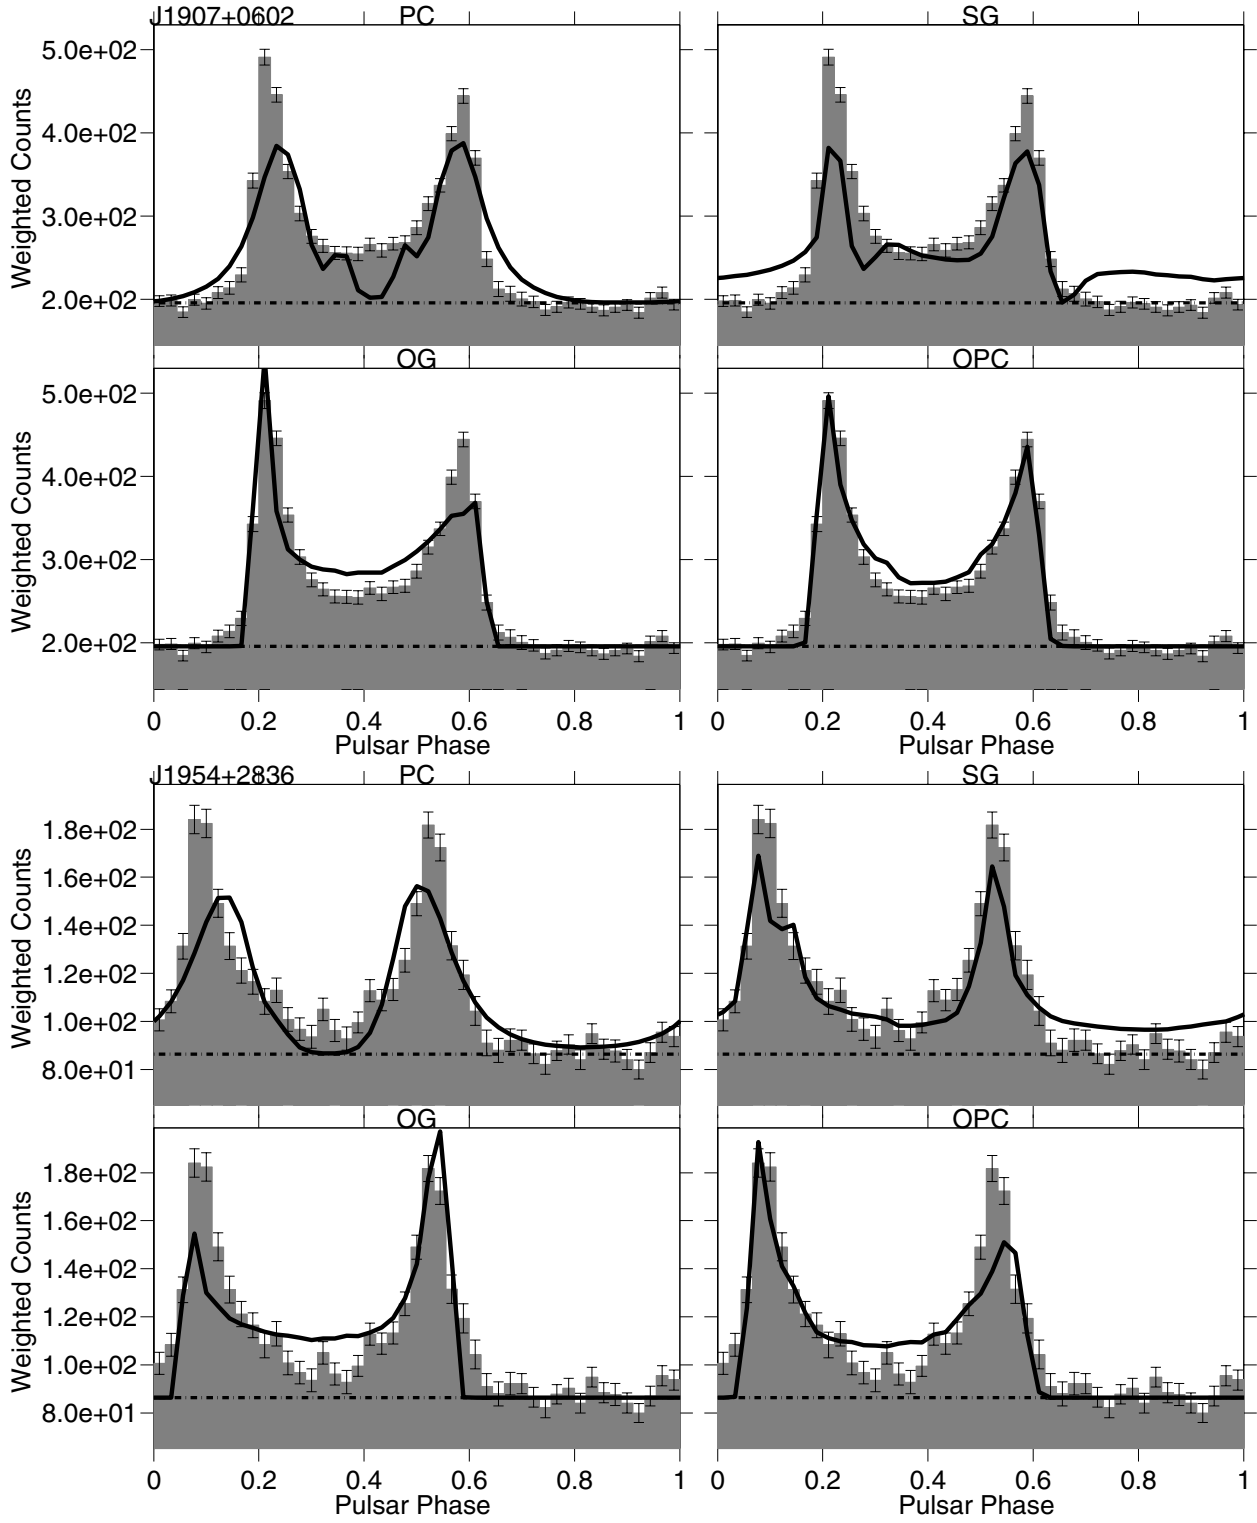 J1907+0602 PC SG
5.0e+02
4.0e+02
3.0e+02
2.0e+02
Weighted Counts
OG OPC
5.0e+02
4.0e+02
3.0e+02
2.0e+02
Weighted Counts
0 0.2 0.4 0.6 0.8 1 0 0.2 0.4 0.6 0.8 1
Pulsar Phase Pulsar Phase
J1954+2836 PC SG
1.8e+02
1.6e+02
1.4e+02
1.2e+02
1.0e+02
8.0e+01
Weighted Counts
OG OPC
1.8e+02
1.6e+02
1.4e+02
1.2e+02
1.0e+02
8.0e+01
Weighted Counts
0 0.2 0.4 0.6 0.8 1 0 0.2 0.4 0.6 0.8 1
Pulsar Phase Pulsar Phase